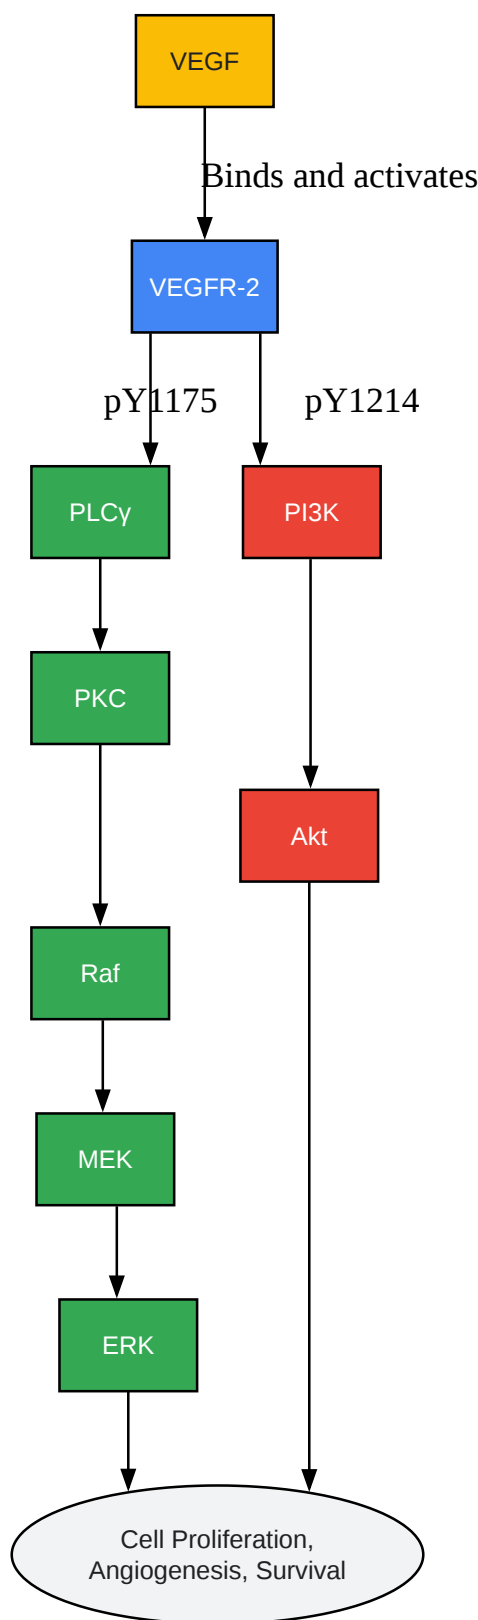 VEGF
Binds and activates
VEGFR-2
pY1175
pY1214
PLCγ
PI3K
PKC
Akt
Raf
MEK
ERK
Cell Proliferation,
Angiogenesis, Survival